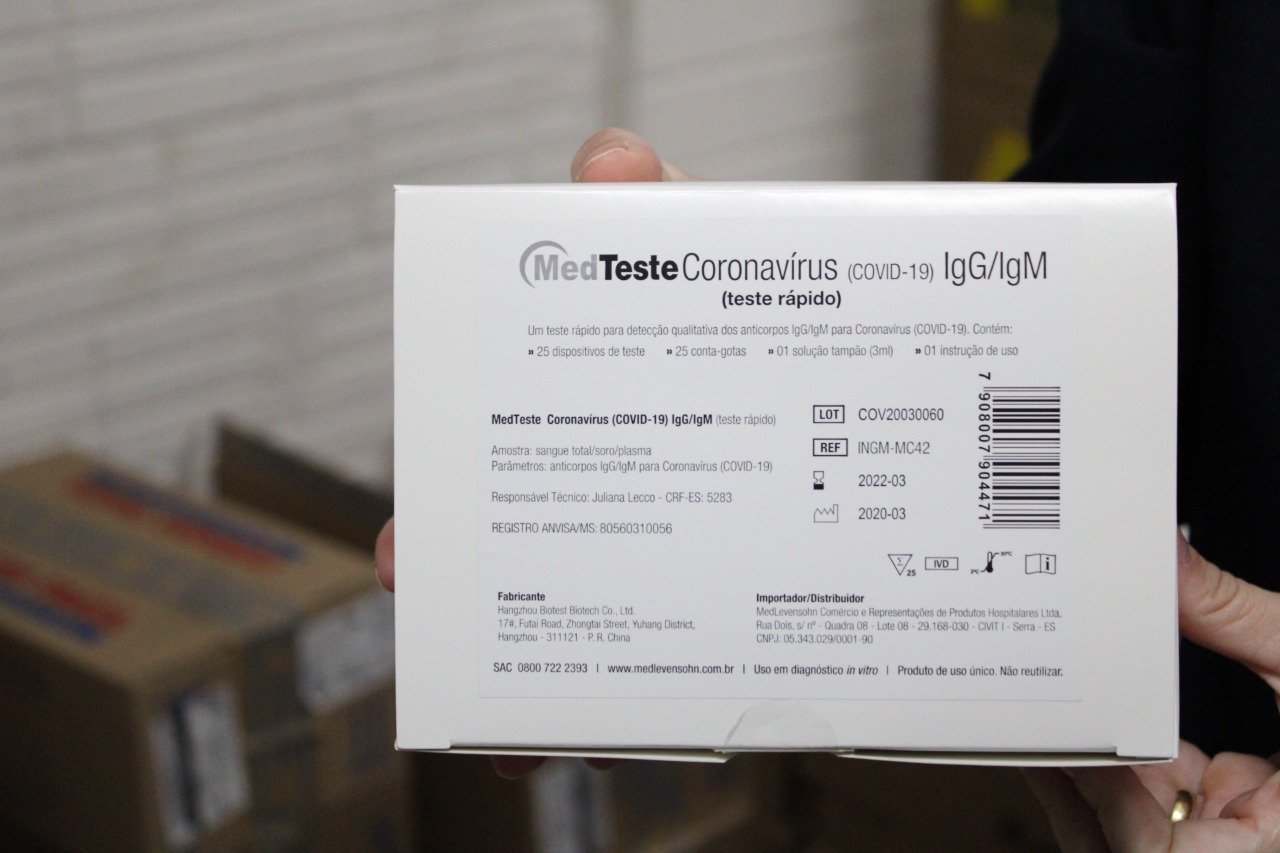 MedTeste Coronavírus (COVID-19) IgG/IgM
(teste rápido)
Um teste rápido para detecção qualitativa dos anticorpos IgG/IgM para Coronavírus (COVID-19). Contém:
» 25 dispositivos de teste » 25 conta-gotas » 01 solução tampão (3ml) » 01 instrução de uso
MedTeste Coronavírus (COVID-19) IgG/IgM (teste rápido)
Amostra: sangue total/soro/plasma
Parâmetros: anticorpos IgG/IgM para Coronavírus (COVID-19)
Responsável Técnico: Juliana Lecco - CRF-ES: 5283
REGISTRO ANVISA/MS: 80560310056
LOT COV20030060
REF INGM-MC42
2022-03
2020-03
7 908007 904471
Σ 25 IVD 2ºC 30ºC i
Fabricante
Hangzhou Biotest Biotech Co., Ltd.
17#, Futai Road, Zhongtai Street, Yuhang District,
Hangzhou - 311121 - P. R. China
Importador/Distribuidor
MedLevensohn Comércio e Representações de Produtos Hospitalares Ltda.
Rua Dois, s/ nº - Quadra 08 - Lote 08 - 29.168-030 - CIVIT I - Serra - ES
CNPJ: 05.343.029/0001-90
SAC 0800 722 2393 | www.medlevensohn.com.br | Uso em diagnóstico in vitro | Produto de uso único. Não reutilizar.